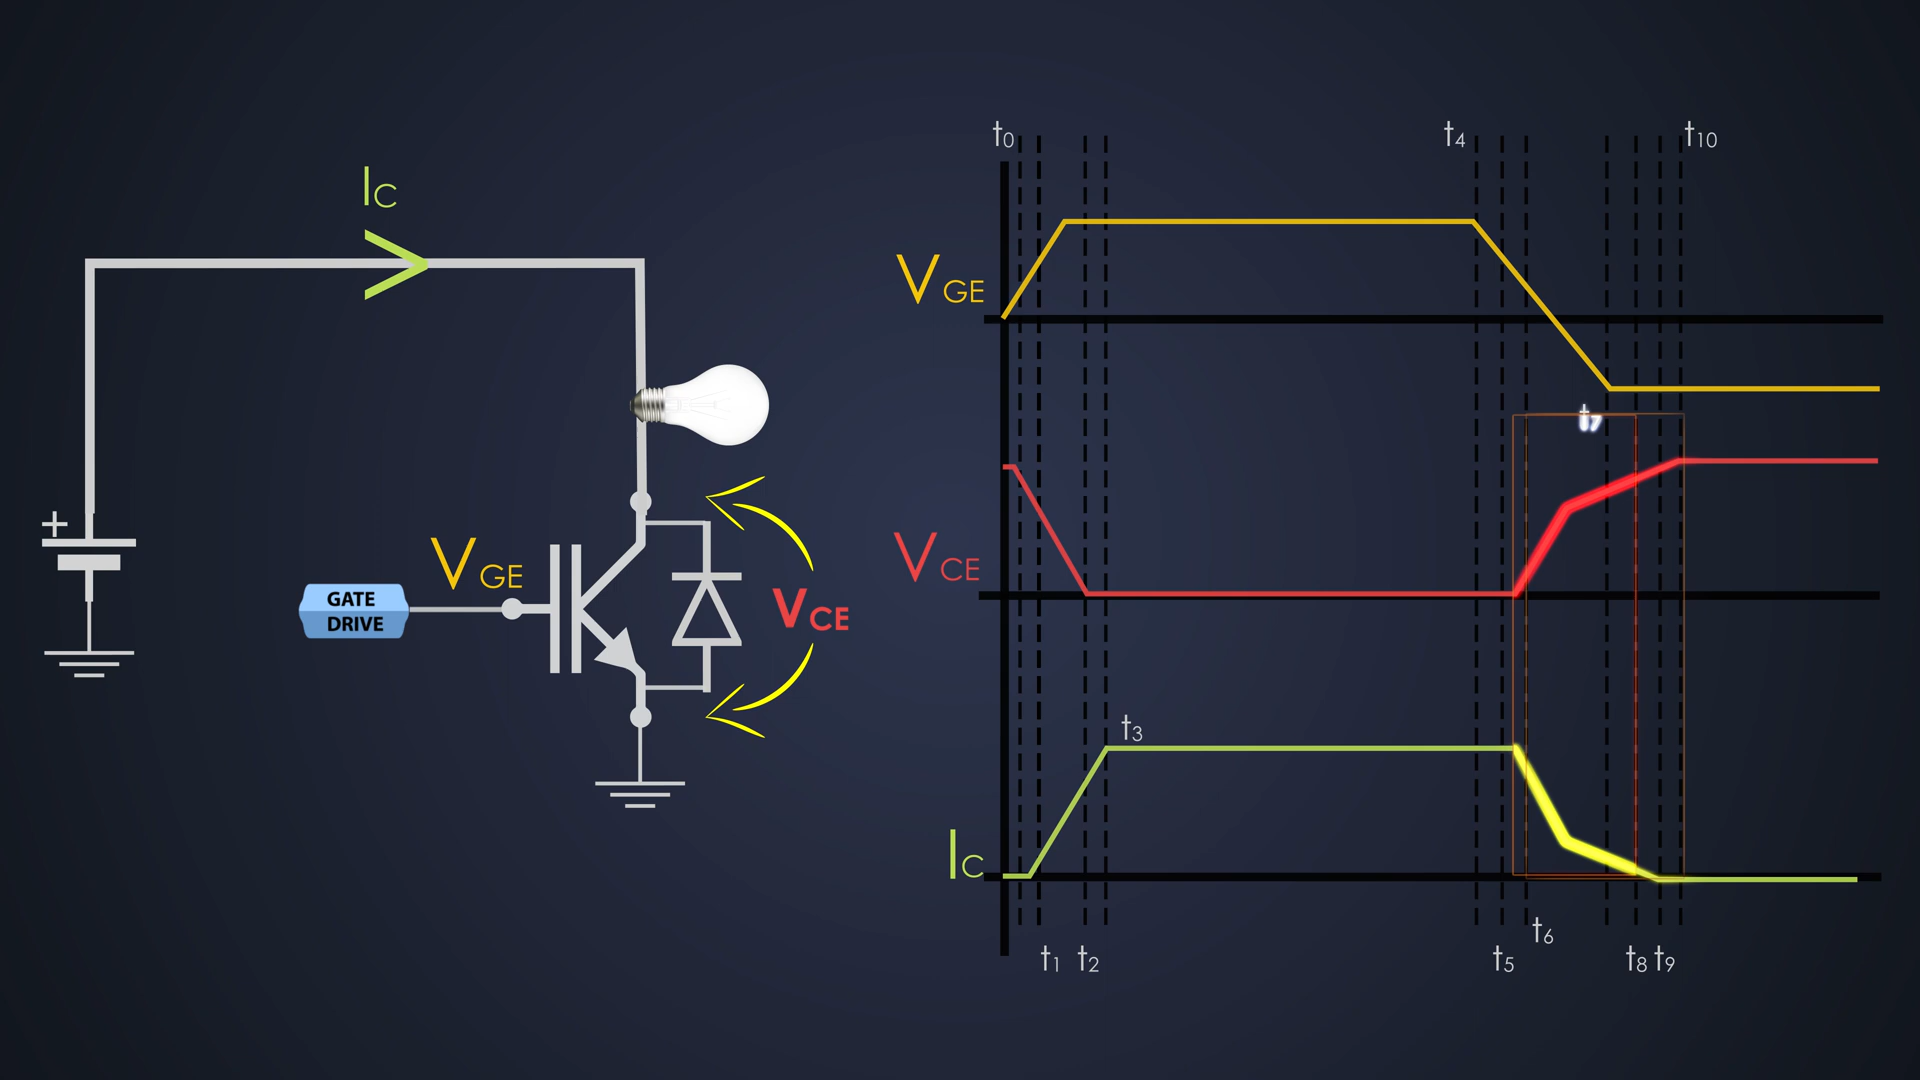 t0
t4
t10
IC
VGE
t7
+
VGE
VCE
GATE
DRIVE
VCE
t3
IC
t6
t1
t2
t5
t8
t9